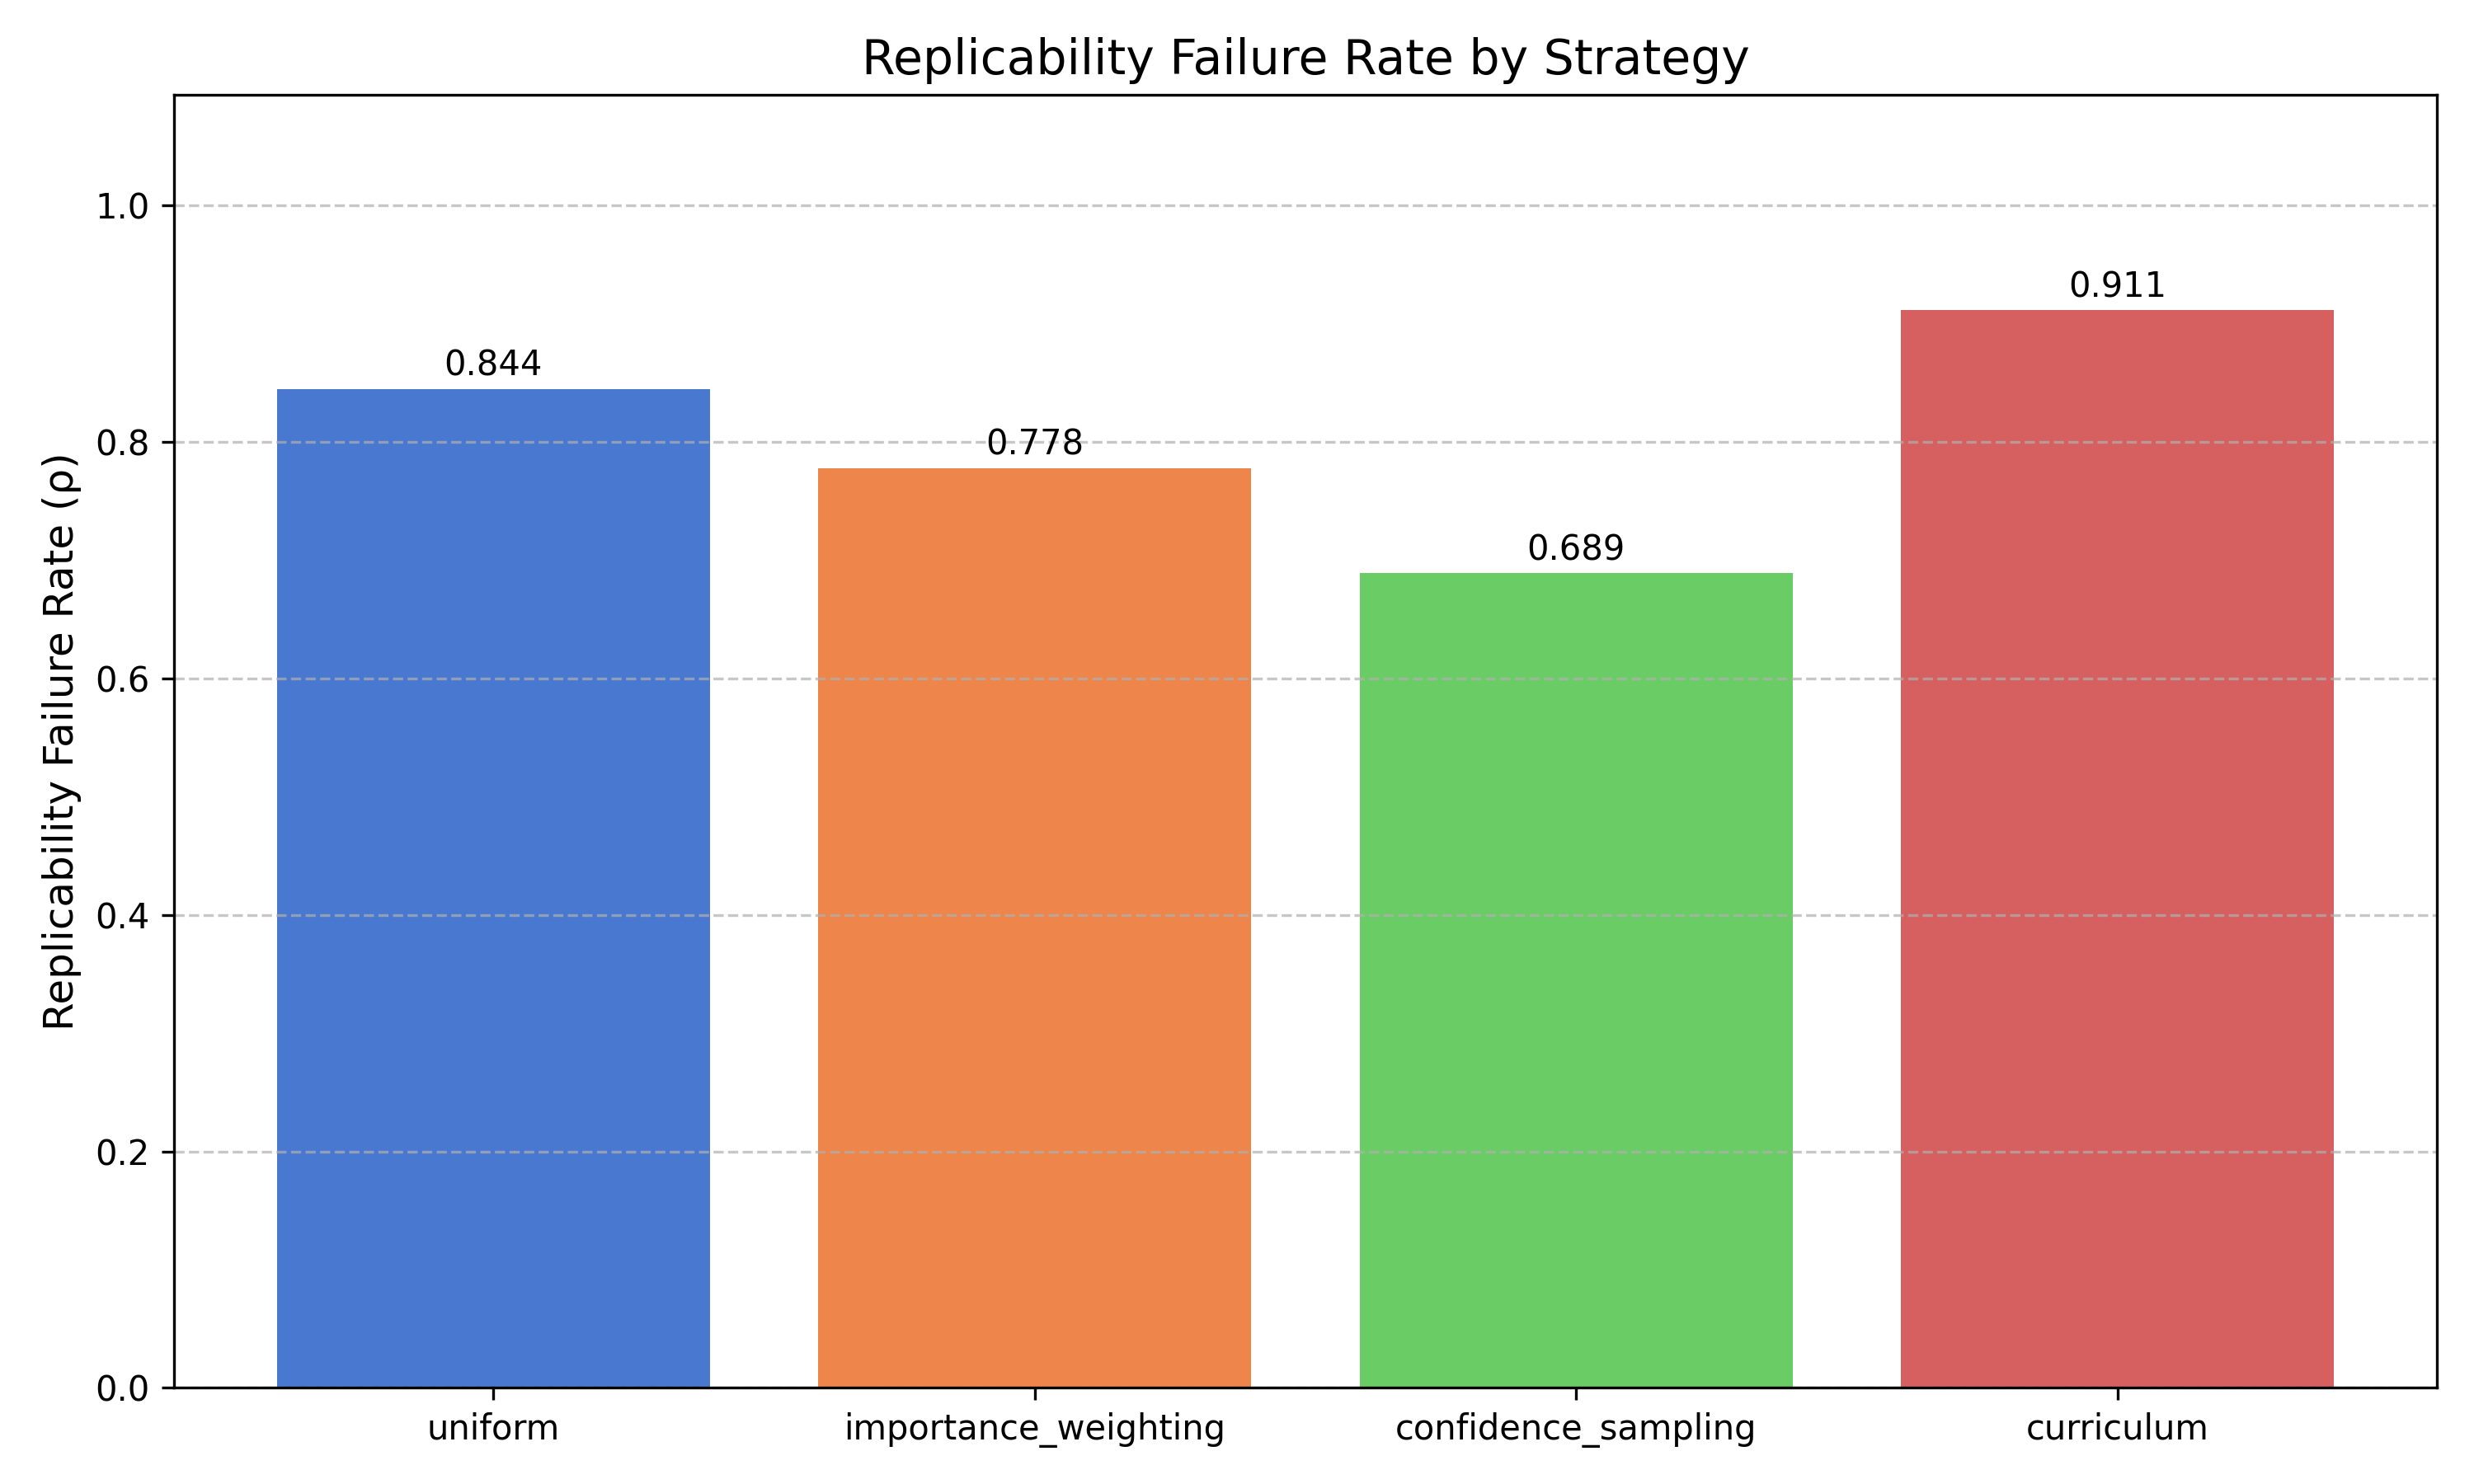 Replicability Failure Rate by Strategy
Replicability Failure Rate (ρ)
1.0
0.8
0.6
0.4
0.2
0.0
0.844
0.778
0.689
0.911
uniform
importance_weighting
confidence_sampling
curriculum